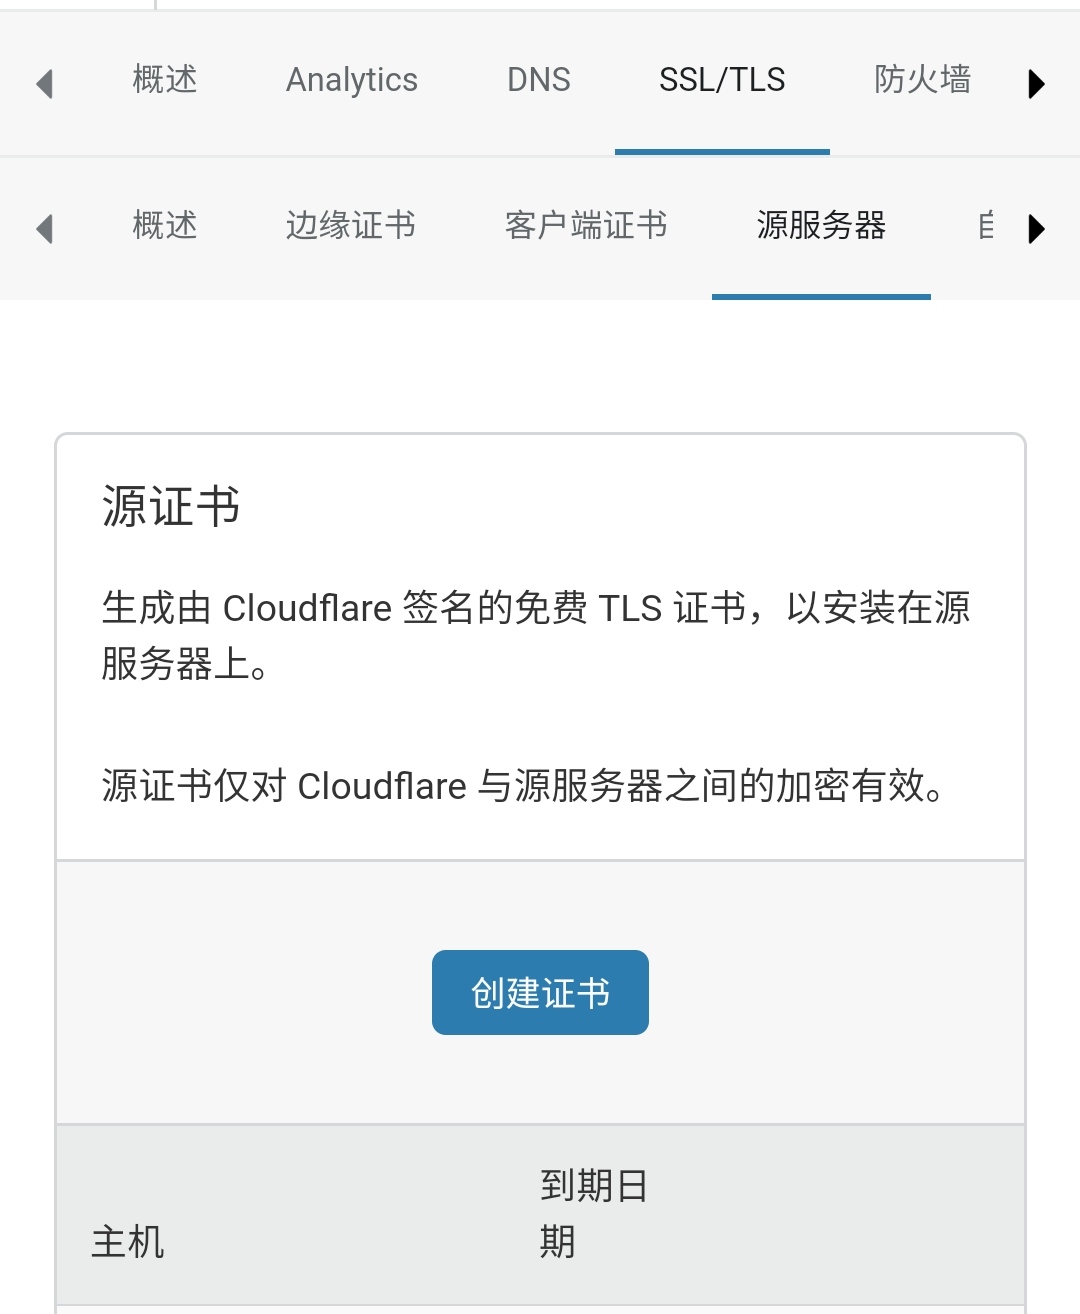 概述 Analytics DNS SSL/TLS 防火墙
概述 边缘证书 客户端证书 源服务器
源证书
生成由 Cloudflare 签名的免费 TLS 证书，以安装在源
服务器上。
源证书仅对 Cloudflare 与源服务器之间的加密有效。
创建证书
主机 到期日
期